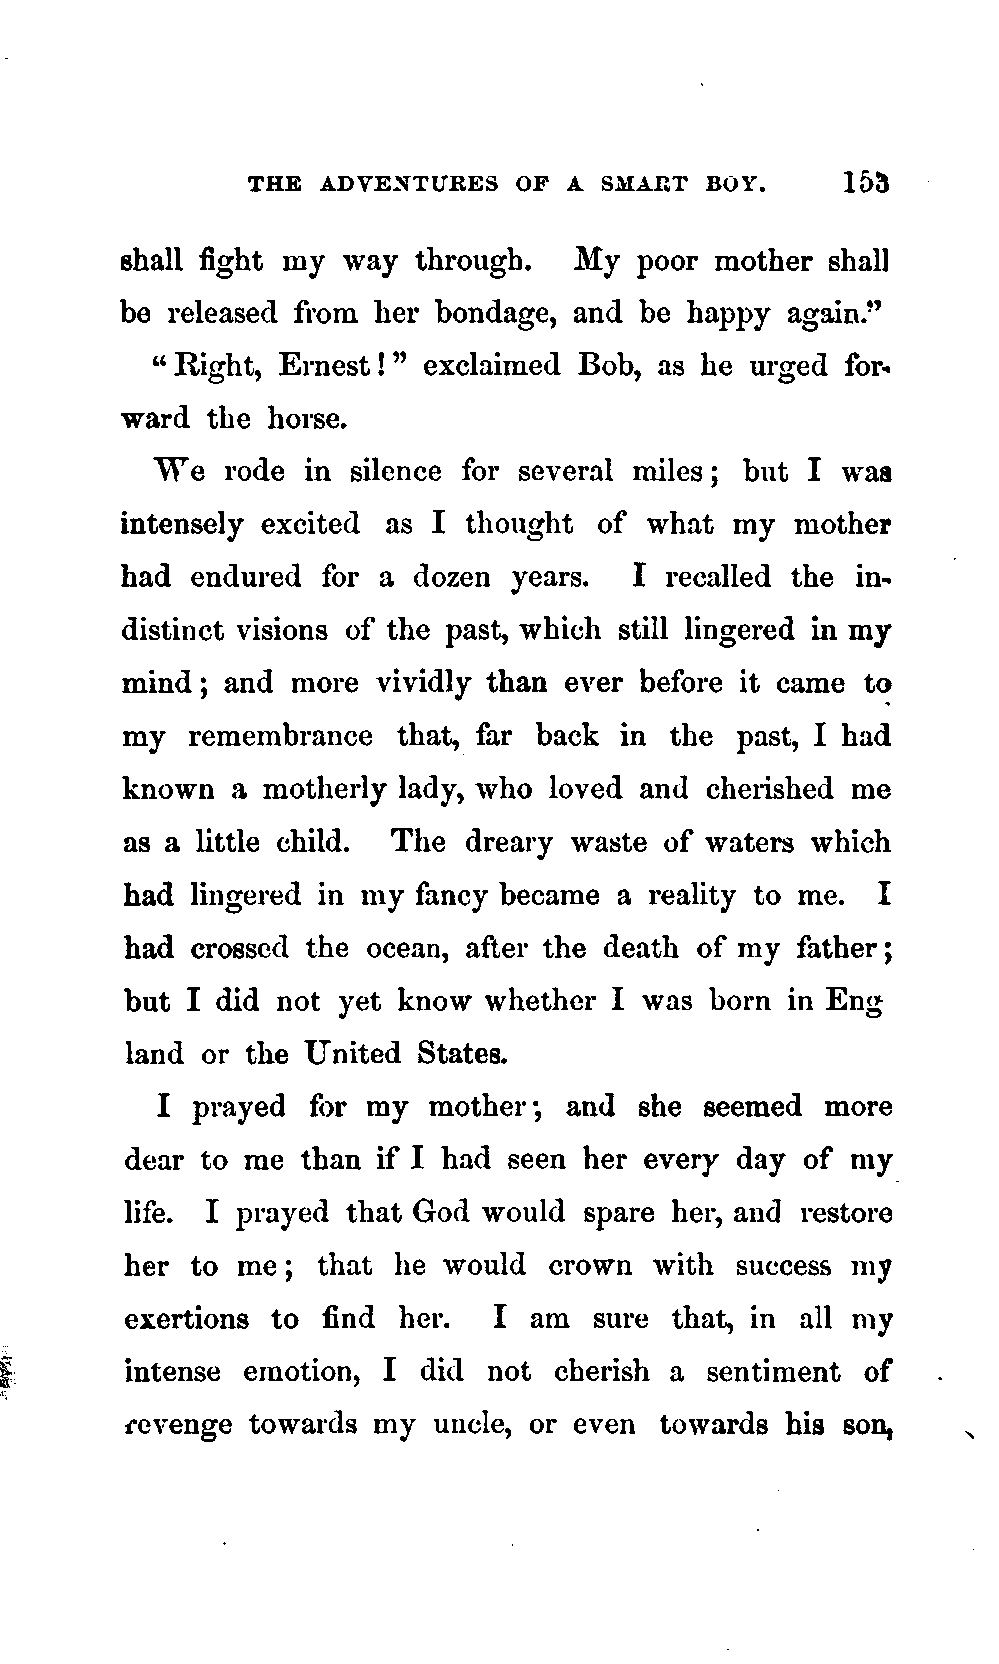 THE ADVENTURES OF A SMART BOY. 153
shall fight my way through. My poor mother shall
be released from her bondage, and be happy again."
"Right, Ernest!" exclaimed Bob, as he urged for-
ward the horse.
We rode in silence for several miles; but I was
intensely excited as I thought of what my mother
had endured for a dozen years. I recalled the in-
distinct visions of the past, which still lingered in my
mind; and more vividly than ever before it came to
my remembrance that, far back in the past, I had
known a motherly lady, who loved and cherished me
as a little child. The dreary waste of waters which
had lingered in my fancy became a reality to me. I
had crossed the ocean, after the death of my father;
but I did not yet know whether I was born in Eng
land or the United States.
I prayed for my mother; and she seemed more
dear to me than if I had seen her every day of my
life. I prayed that God would spare her, and restore
her to me; that he would crown with success my
exertions to find her. I am sure that, in all my
intense emotion, I did not cherish a sentiment of
revenge towards my uncle, or even towards his son,